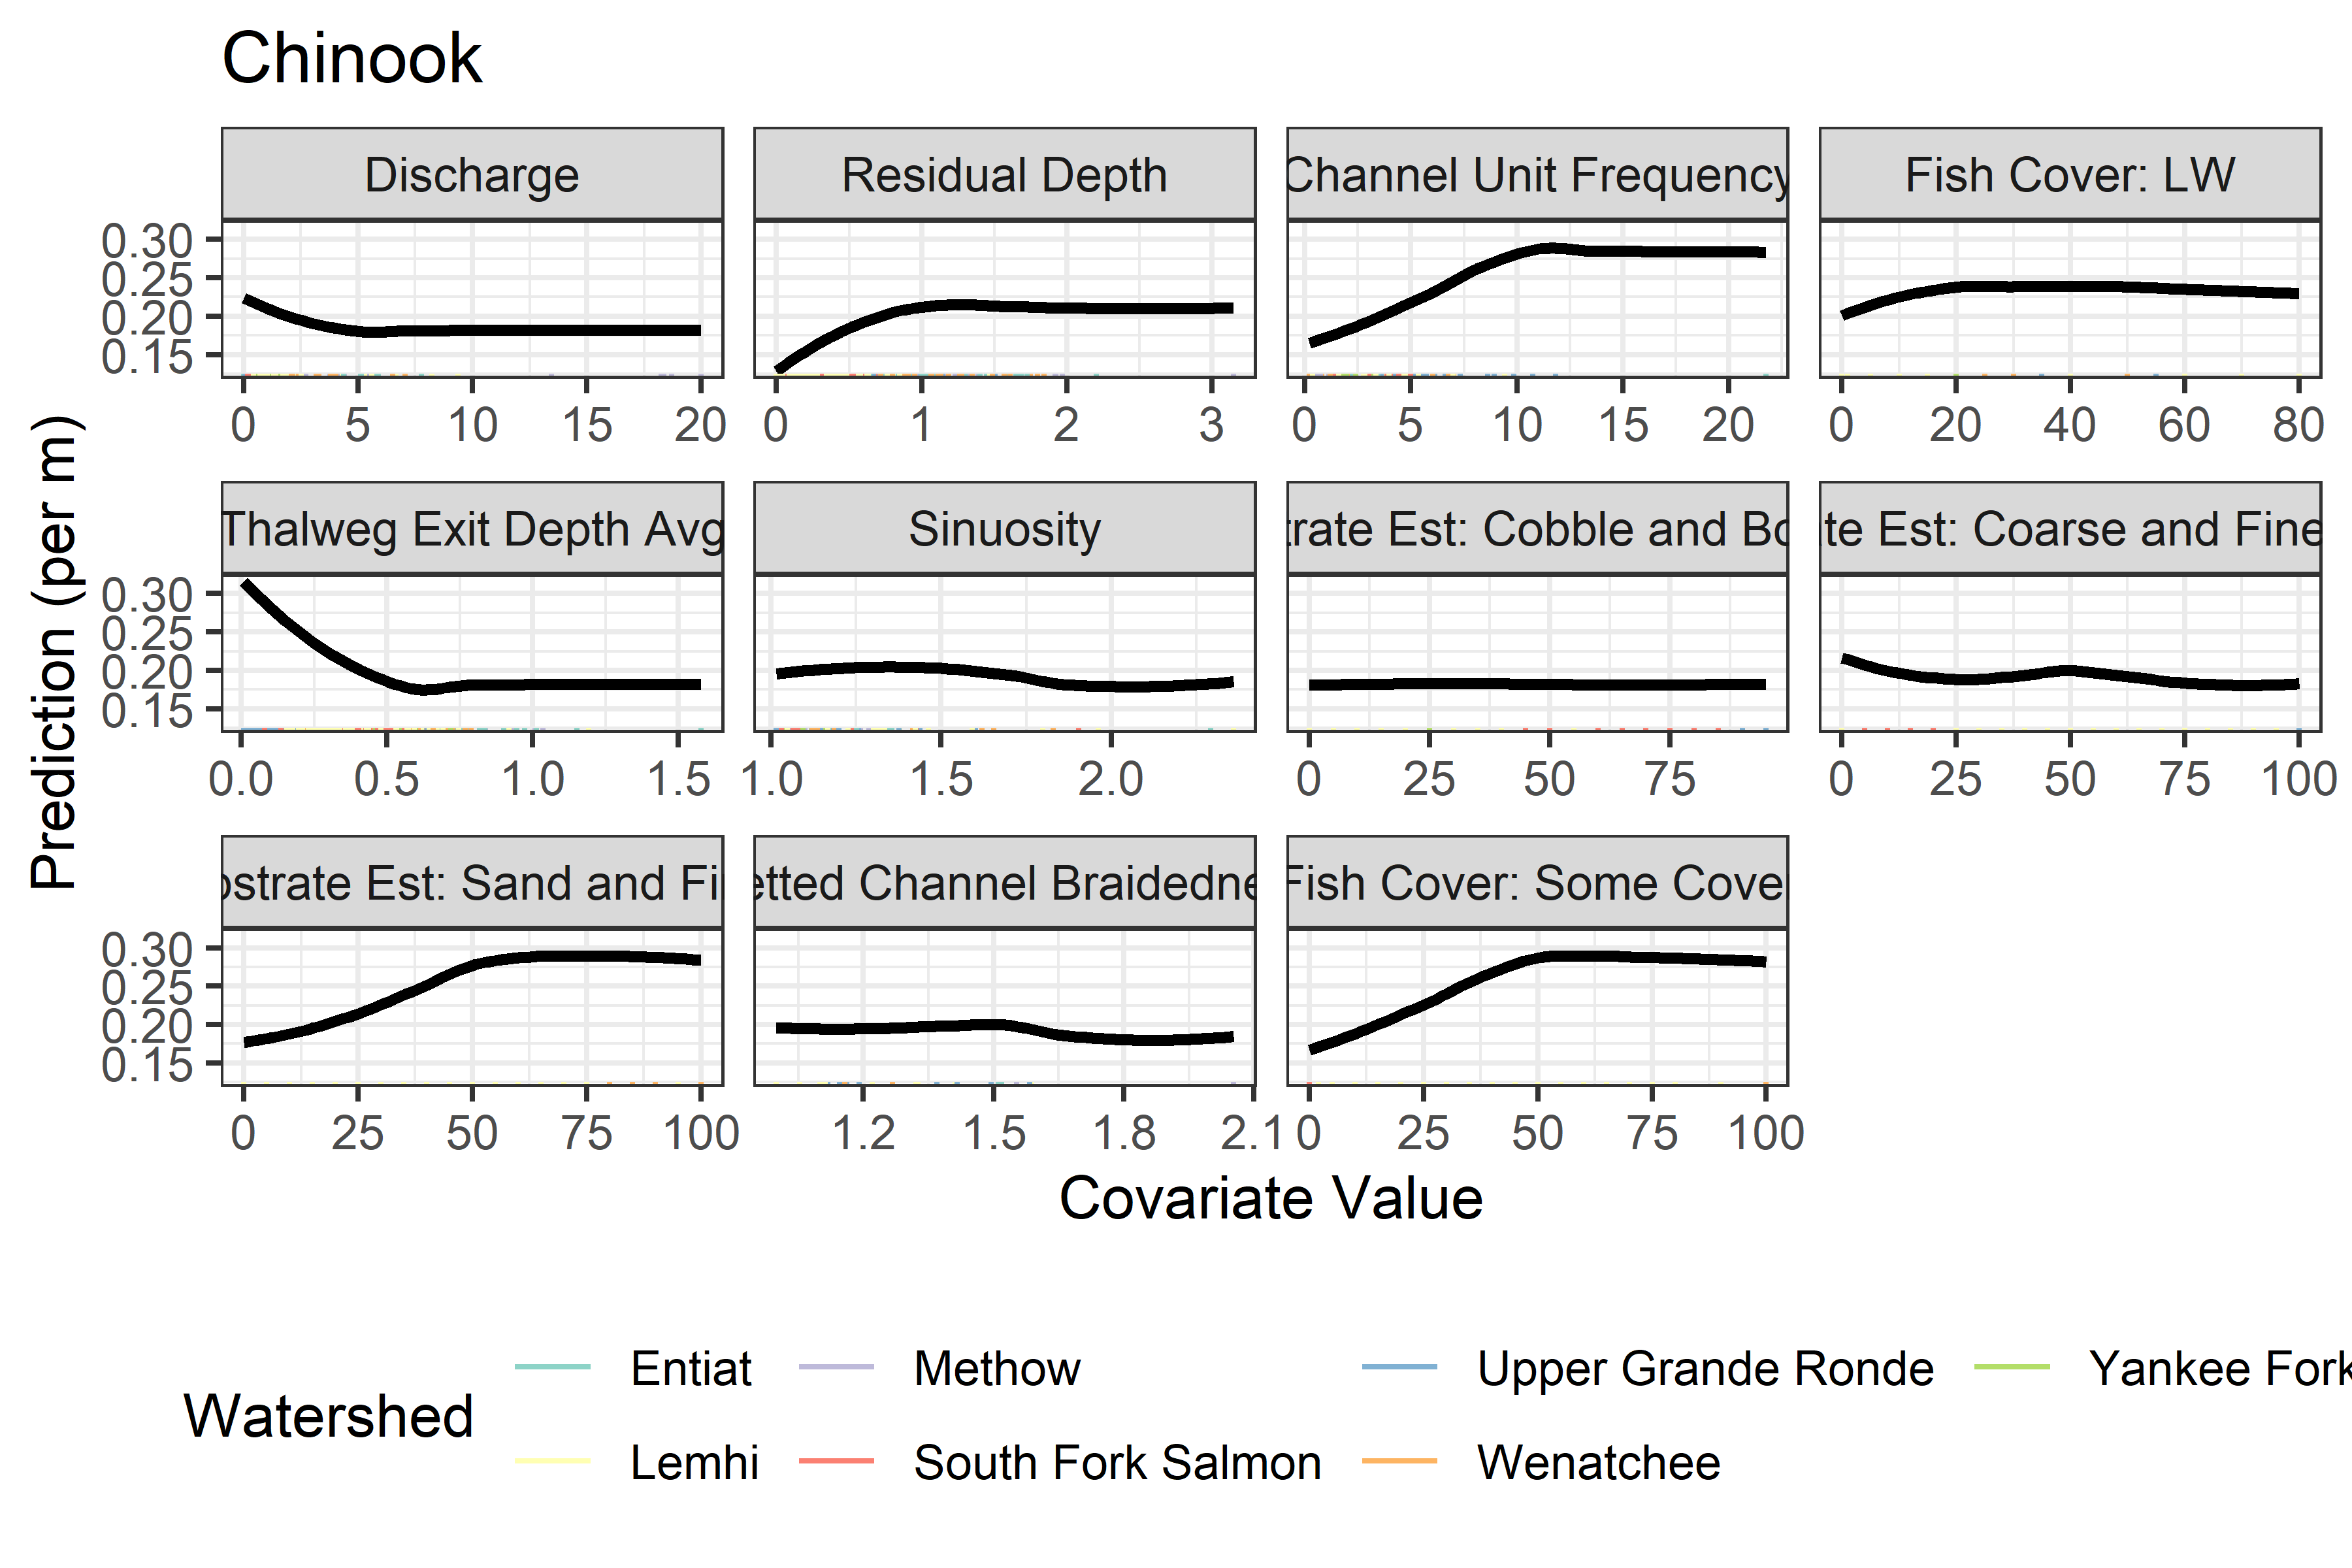 Chinook
Discharge
Residual Depth
Channel Unit Frequency
Fish Cover: LW
0.30
0.25
0.20
0.15
0 5 10 15 20
0 1 2 3
0 5 10 15 20
0 20 40 60 80
Thalweg Exit Depth Avg
Sinuosity
trate Est: Cobble and Bo
te Est: Coarse and Fine
0.30
0.25
0.20
0.15
0.0 0.5 1.0 1.5
1.0 1.5 2.0
0 25 50 75
0 25 50 75 100
ostrate Est: Sand and Fi
etted Channel Braidedne
Fish Cover: Some Cover
0.30
0.25
0.20
0.15
0 25 50 75 100
1.2 1.5 1.8 2.1
0 25 50 75 100
Prediction (per m)
Covariate Value
Watershed
Entiat
Lemhi
Methow
South Fork Salmon
Upper Grande Ronde
Wenatchee
Yankee Fork